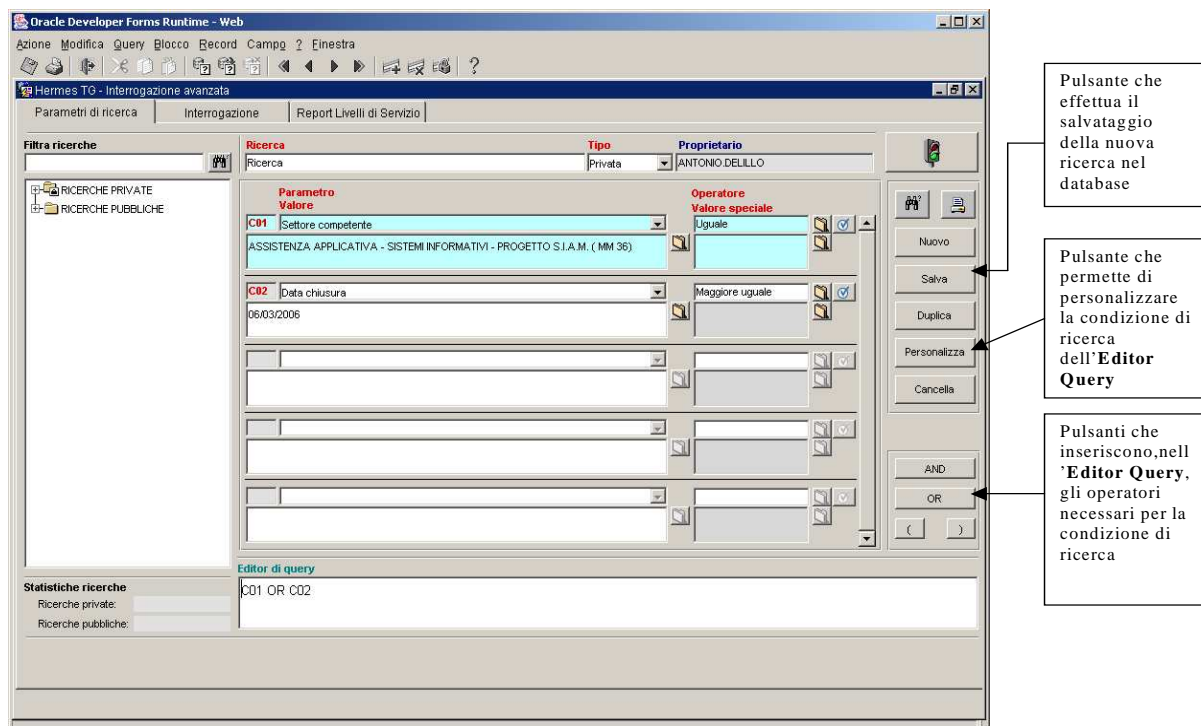 Oracle Developer Forms Runtime - Web
Azione Modifica Query Blocco Record Campo ? Finestra
Hermes TG - Interrogazione avanzata
Parametri di ricerca Interrogazione Report Livelli di Servizio
Filtra ricerche
RICERCHE PRIVATE
RICERCHE PUBBLICHE
Ricerca Tipo Proprietario
Ricerca Privata ANTONIO.DELILLO
Parametro Operatore
Valore Valore speciale
C01 Settore competente Uguale
ASSISTENZA APPLICATIVA - SISTEMI INFORMATIVI - PROGETTO S.I.A.M. ( MM 36)
C02 Data chiusura Maggiore uguale
06/03/2006
Nuovo
Salva
Duplica
Personalizza
Cancella
AND
OR
( )
Editor di query
C01 OR C02
Statistiche ricerche
Ricerche private:
Ricerche pubbliche:
Pulsante che
effettua il
salvataggio
della nuova
ricerca nel
database
Pulsante che
permette di
personalizzare
la condizione di
ricerca
dell'Editor
Query
Pulsanti che
inseriscono,nell
'Editor Query,
gli operatori
necessari per la
condizione di
ricerca